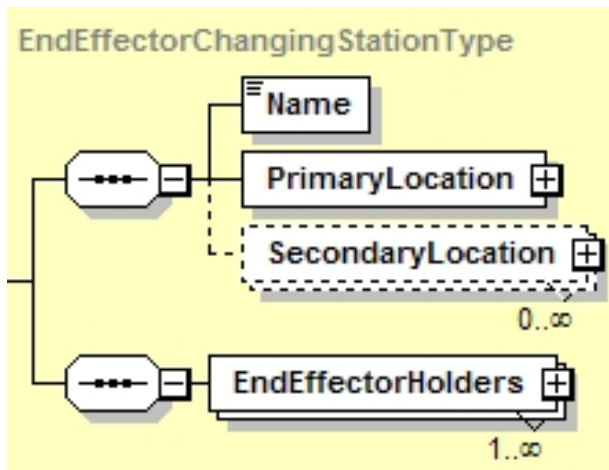 EndEffectorChangingStationType
Name
PrimaryLocation
SecondaryLocation
0..∞
EndEffectorHolders
1..∞